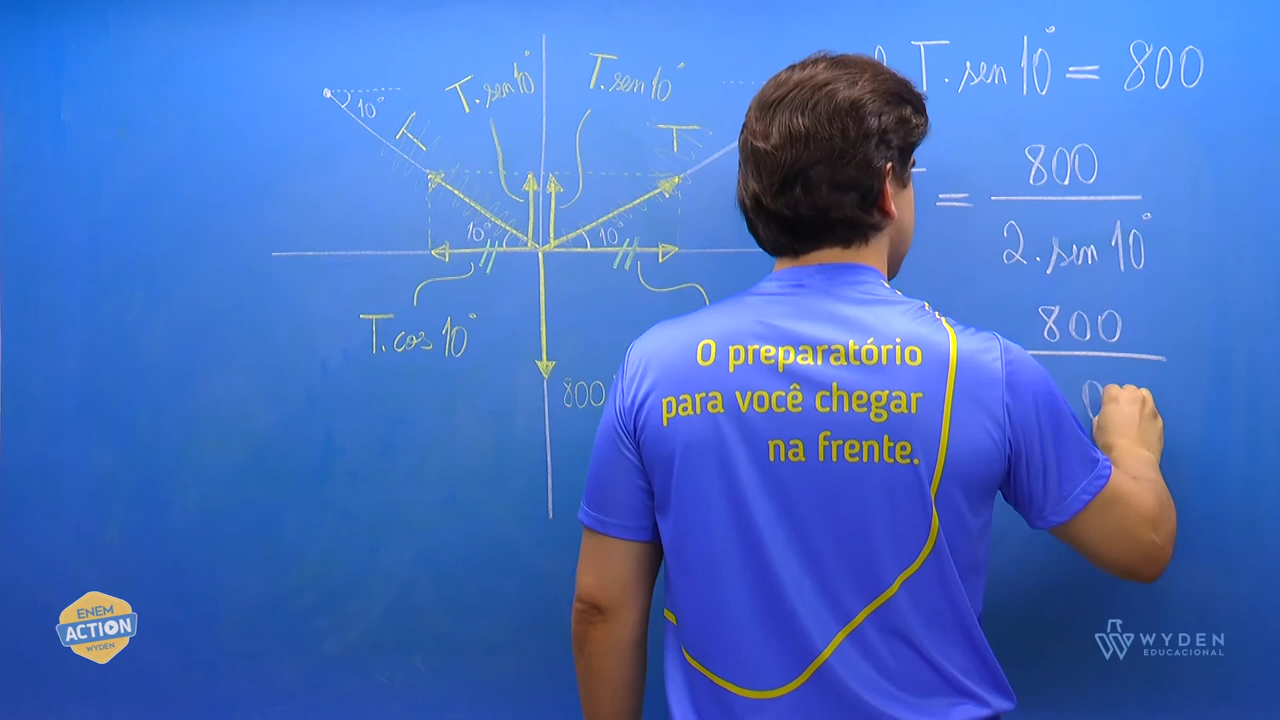 10°
T
T. sen 10°
T. sen 10°
T
10°
10°
T. cos 10°
800
T. sen 10° = 800
= 800
2. sen 10°
800
0
O preparatório
para você chegar
na frente.
ENEM
ACTION
WYDEN
WYDEN
EDUCACIONAL